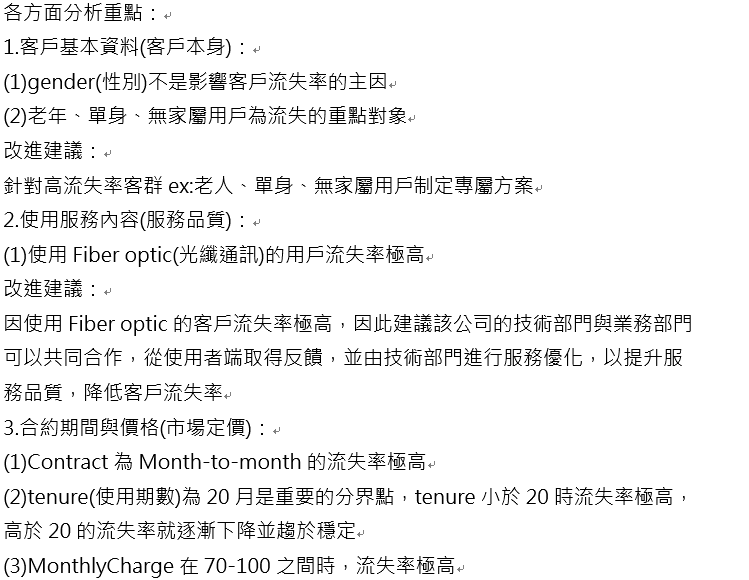 各方面分析重點：
1.客戶基本資料(客戶本身)：
(1)gender(性別)不是影響客戶流失率的主因
(2)老年、單身、無家屬用戶為流失的重點對象
改進建議：
針對高流失率客群 ex:老人、單身、無家屬用戶制定專屬方案
2.使用服務內容(服務品質)：
(1)使用 Fiber optic(光纖通訊)的用戶流失率極高
改進建議：
因使用 Fiber optic 的客戶流失率極高，因此建議該公司的技術部門與業務部門
可以共同合作，從使用者端取得反饋，並由技術部門進行服務優化，以提升服
務品質，降低客戶流失率
3.合約期間與價格(市場定價)：
(1)Contract 為 Month-to-month 的流失率極高
(2)tenure(使用期數)為 20 月是重要的分界點，tenure 小於 20 時流失率極高，
高於 20 的流失率就逐漸下降並趨於穩定
(3)MonthlyCharge 在 70-100 之間時，流失率極高